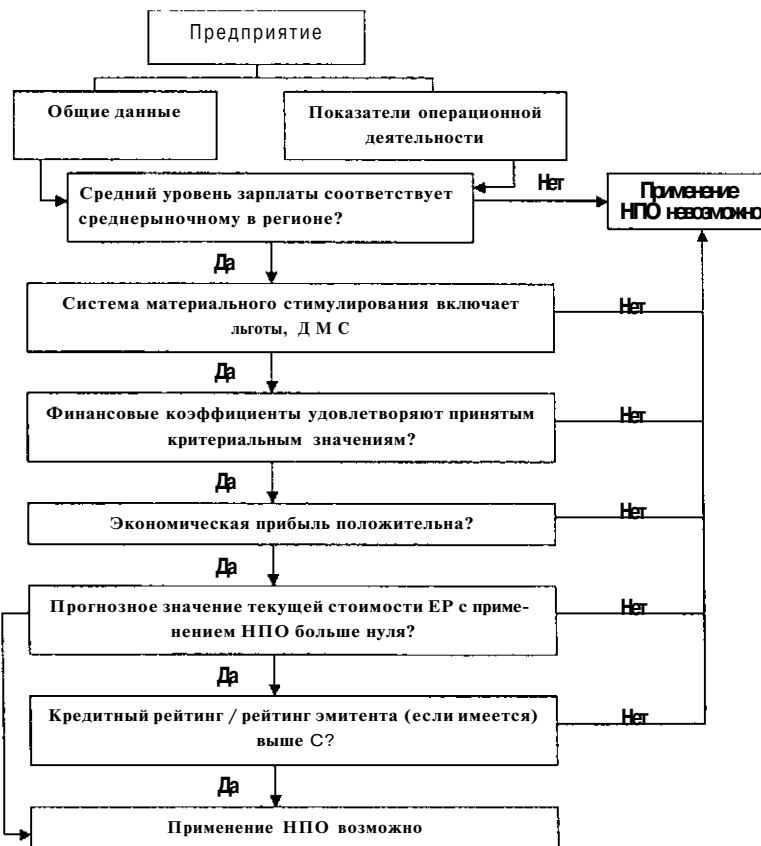 Предприятие
Общие данные
Показатели операционной
деятельности
Средний уровень зарплаты соответствует
среднерыночному в регионе?
Нет
Применение
НПО невозможно
Да
Система материального стимулирования включает
льготы, ДМС
Нет
Да
Финансовые коэффициенты удовлетворяют принятым
критериальным значениям?
Нет
Да
Экономическая прибыль положительна?
Нет
Да
Прогнозное значение текущей стоимости ЕР с приме-
нением НПО больше нуля?
Нет
Да
Кредитный рейтинг / рейтинг эмитента (если имеется)
выше С?
Нет
Да
Применение НПО возможно